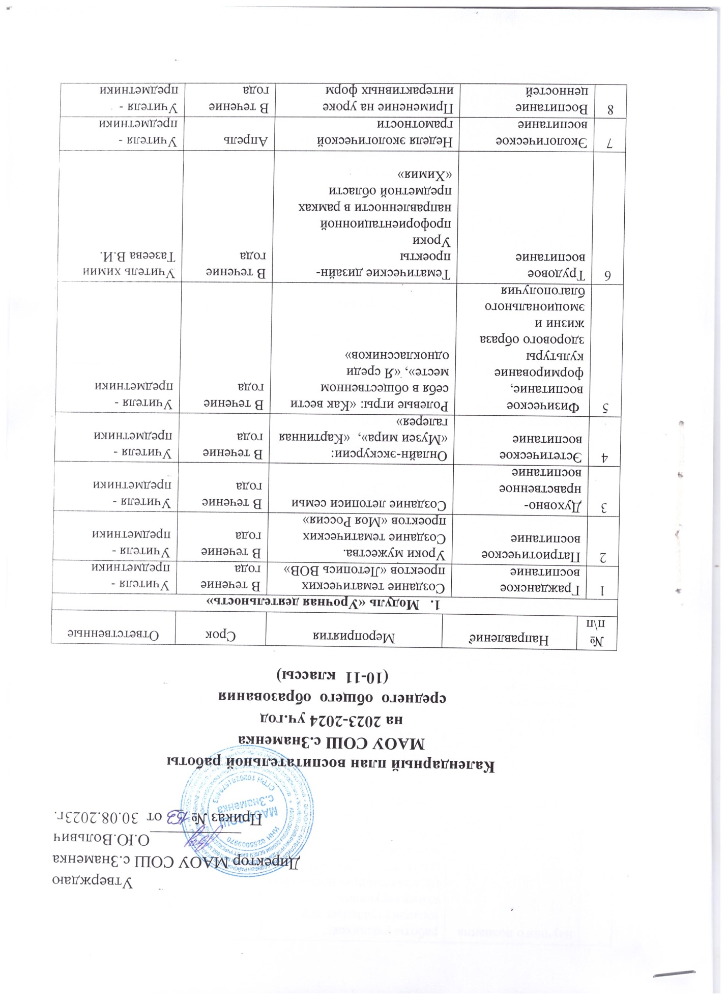 Утверждаю
Директор МАОУ СОШ с.Знаменка
О.Ю.Вольвич
Приказ № 153 от 30.08.2023г.
ИНН 0255009970
МАОУ СОШ
с.Знаменка
Календарный план воспитательной работы
МАОУ СОШ с.Знаменка
на 2023-2024 уч.год
среднего общего образования
(10-11 классы)
№ п\п Направление Мероприятия Срок Ответственные
1. Модуль «Урочная деятельность»
1 Гражданское Создание тематических В течение Учителя -
воспитание проектов «Летопись ВОВ» года предметники
2 Патриотическое Уроки мужества. В течение Учителя -
воспитание Создание тематических года предметники
проектов «Моя Россия»
3 Духовно- Создание летописи семьи В течение Учителя -
нравственное года предметники
воспитание
4 Эстетическое Онлайн-экскурсии: В течение Учителя -
воспитание «Музеи мира», «Картинная года предметники
галерея»
5 Физическое Ролевые игры: «Как вести В течение Учителя -
воспитание, себя в общественном года предметники
формирование месте», «Я среди
культуры одноклассников»
здорового образа
жизни и
эмоционального
благополучия
6 Трудовое Тематические дизайн- В течение Учитель химии
воспитание проекты года Тазеева В.И.
Уроки
профориентационной
направленности в рамках
предметной области
«Химия»
7 Экологическое Неделя экологической Апрель Учителя -
воспитание грамотности предметники
8 Воспитание Применение на уроке В течение Учителя -
ценностей интерактивных форм года предметники